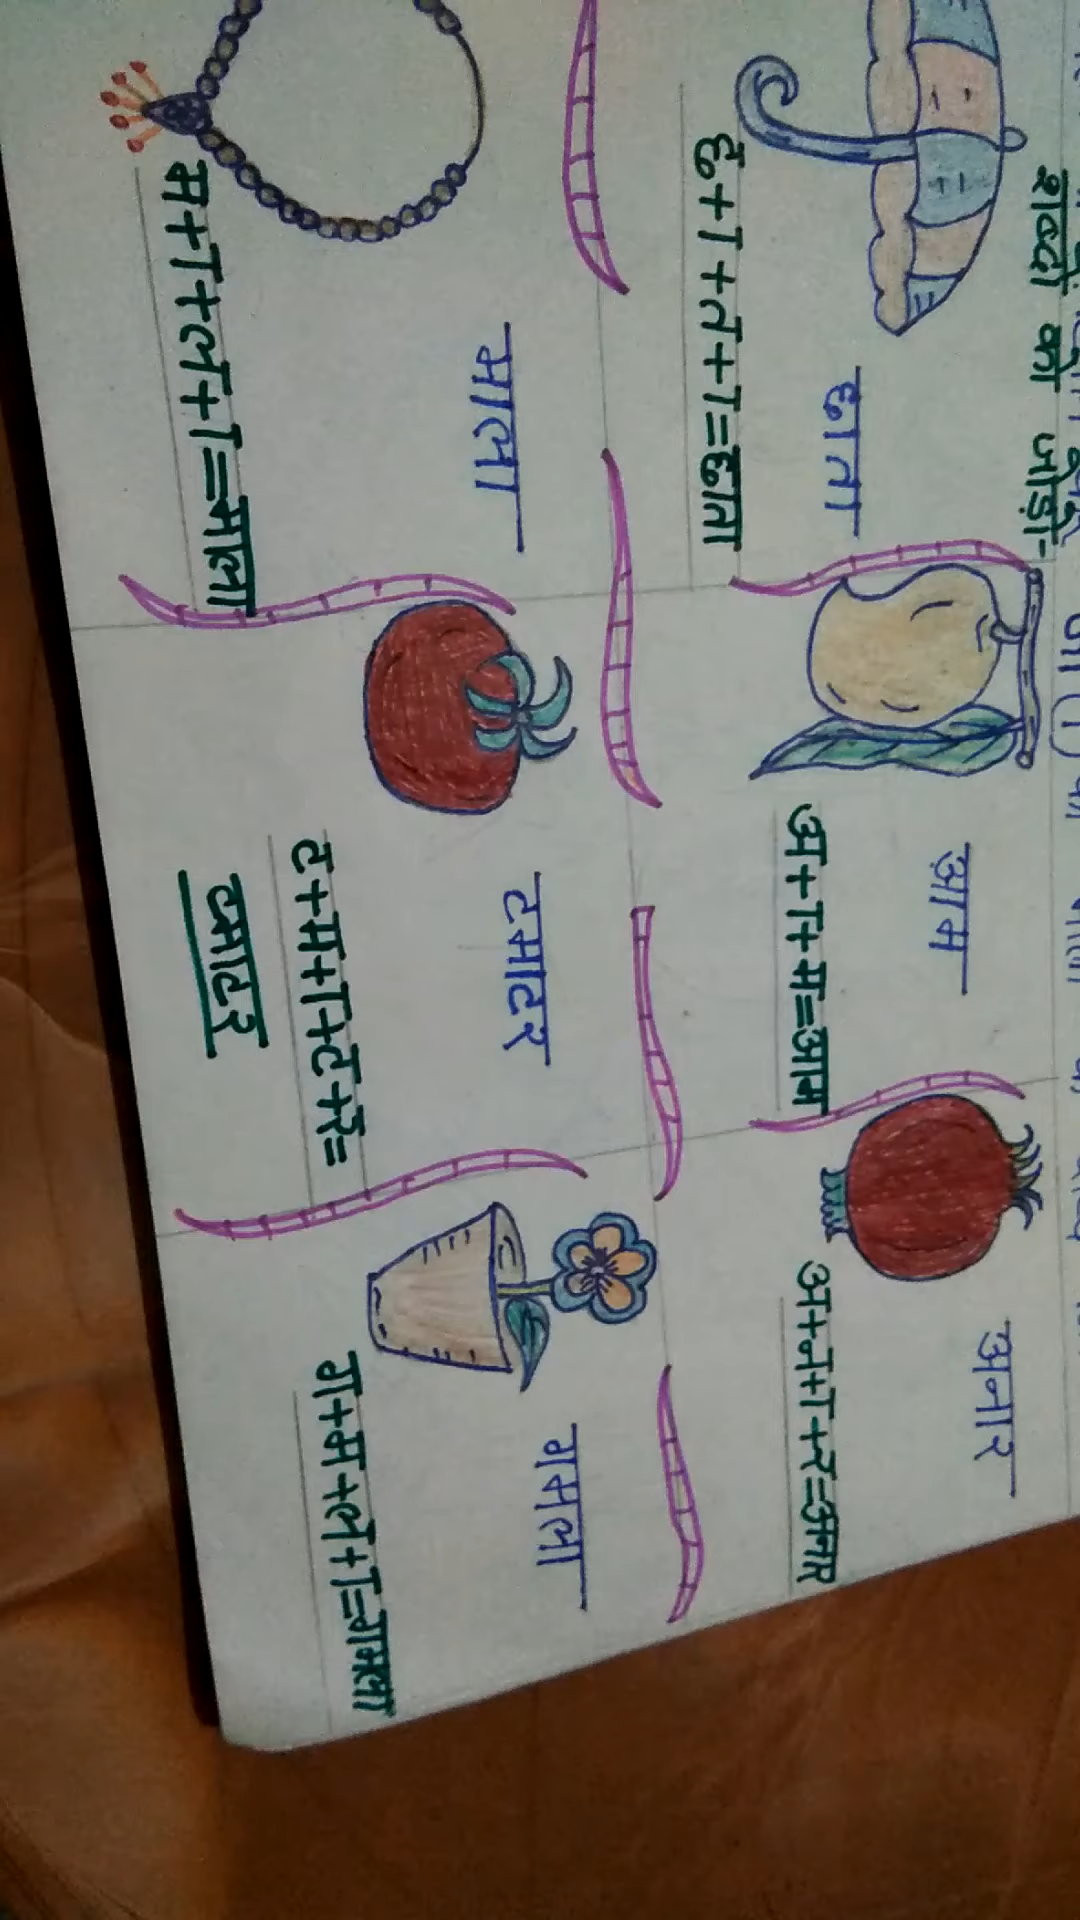 शब्दो को जोड़ो-
छाता
छ+ा+त+ा=छाता
आम
अ+ा+म=आम
अनार
अ+न+ा+र=अनार
माला
म+ा+ल+ा=माला
टमाटर
ट+म+ा+ट+र=
टमाटर
गमला
ग+म+ल+ा=गमला